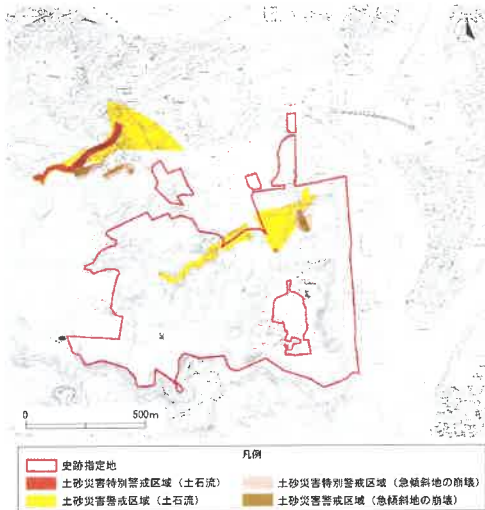 0 500m
凡例
史跡指定地
土砂災害特別警戒区域（土石流） 土砂災害特別警戒区域（急傾斜地の崩壊）
土砂災害警戒区域（土石流） 土砂災害警戒区域（急傾斜地の崩壊）